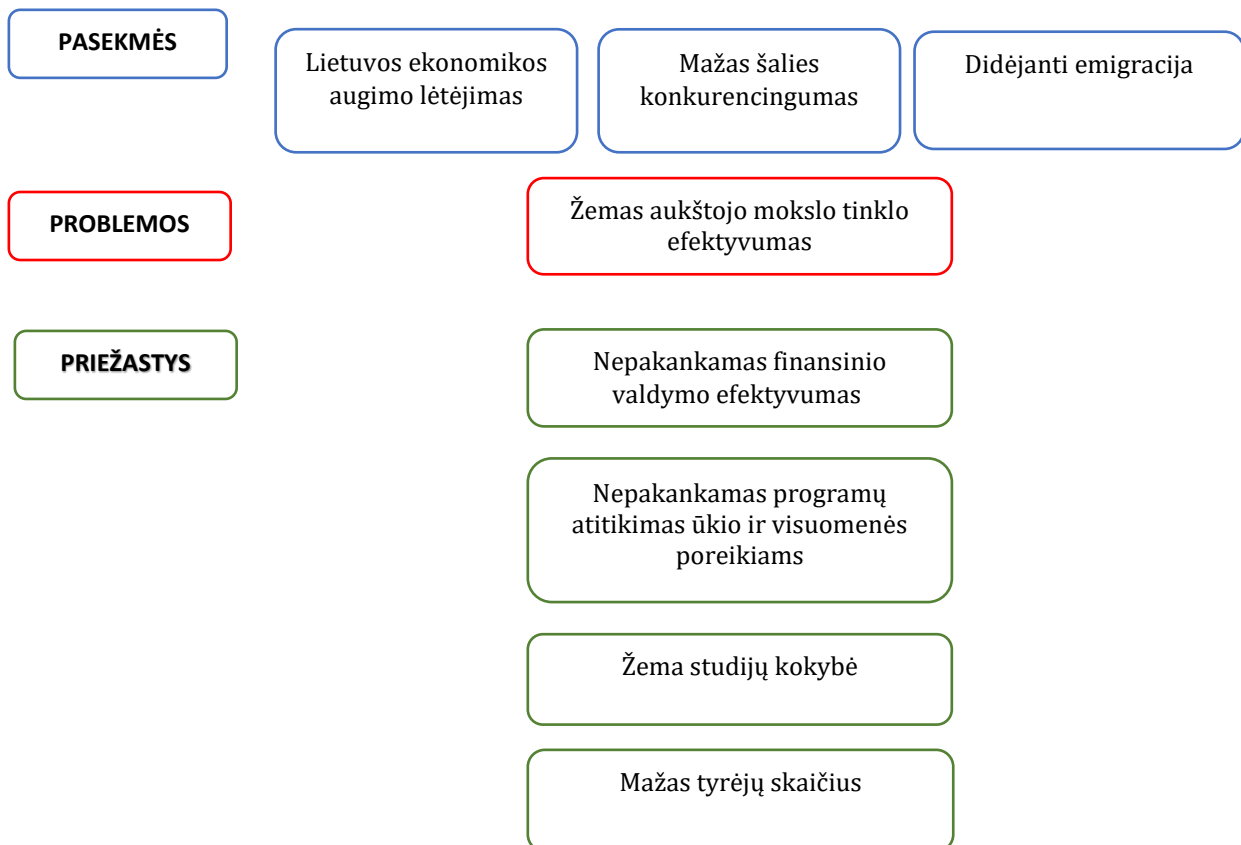 PASEKMĖS
Lietuvos ekonomikos
augimo lėtėjimas
Mažas šalies
konkurencingumas
Didėjanti emigracija
PROBLEMOS
Žemas aukštojo mokslo tinklo
efektyvumas
PRIEŽASTYS
Nepakankamas finansinio
valdymo efektyvumas
Nepakankamas programų
atitikimas ūkio ir visuomenės
poreikiams
Žema studijų kokybė
Mažas tyrėjų skaičius